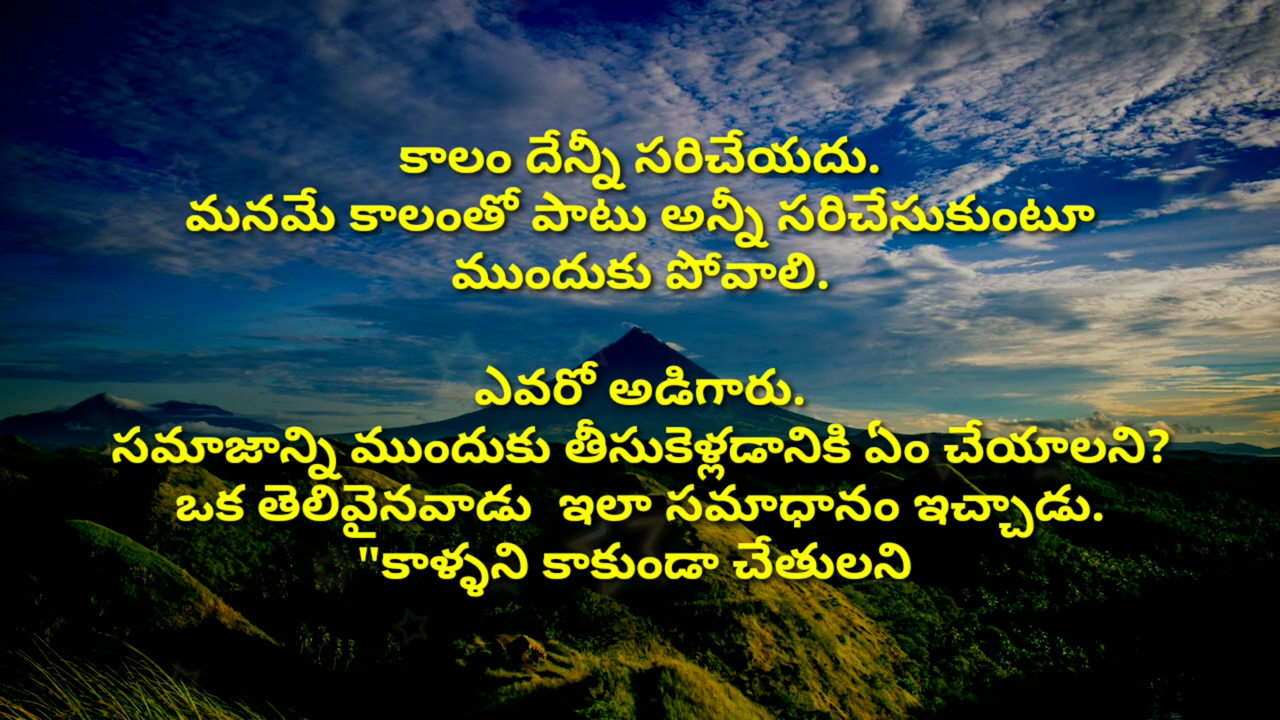 కాలం దేన్నీ సరిచేయదు.
మనమే కాలంతో పాటు అన్నీ సరిచేసుకుంటూ
ముందుకు పోవాలి.
ఎవరో అడిగారు.
సమాజాన్ని ముందుకు తీసుకెళ్లడానికి ఏం చేయాలని?
ఒక తెలివైనవాడు ఇలా సమాధానం ఇచ్చాడు.
"కాళ్ళని కాకుండా చేతులని